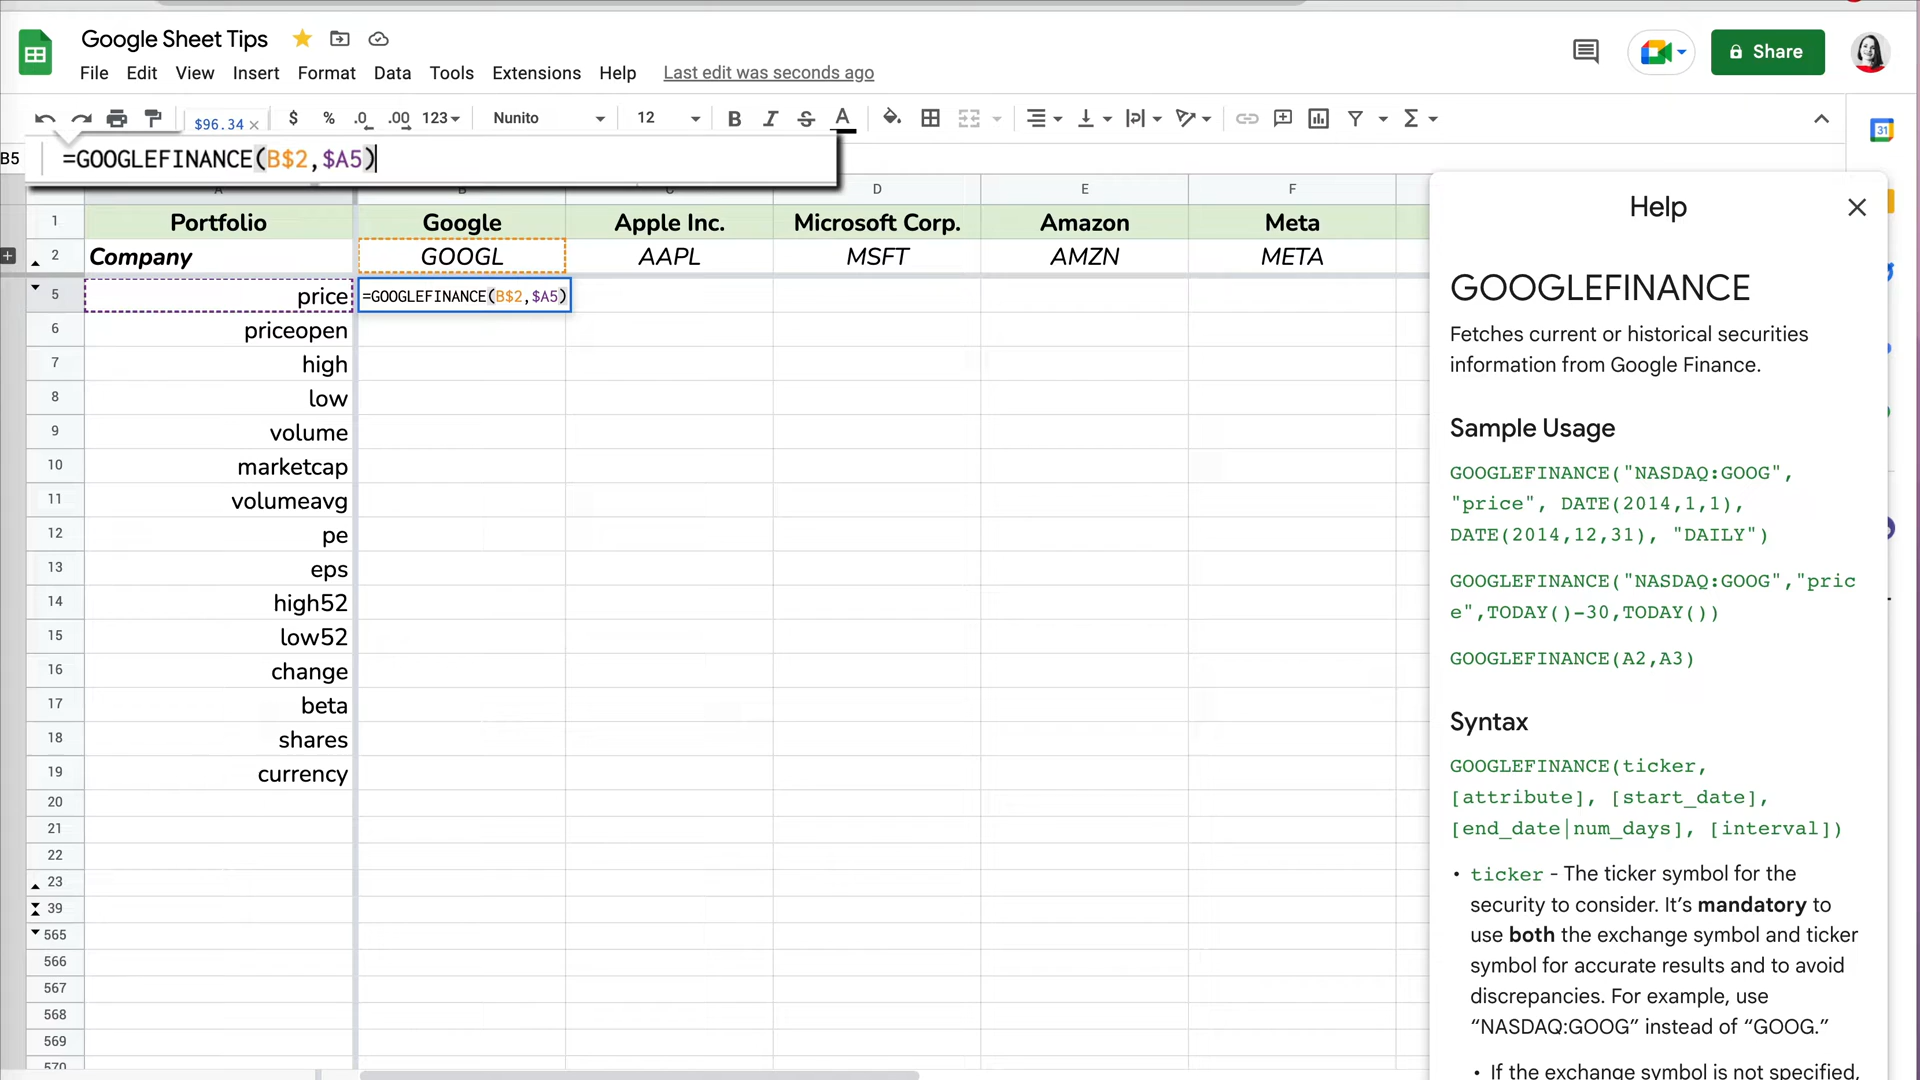 Google Sheet Tips
File Edit View Insert Format Data Tools Extensions Help Last edit was seconds ago
Share
$96.34 ×
$ % .0 .00 123 Nunito 12 B I S A Σ
31
B5
=GOOGLEFINANCE(B$2,$A5)
A B C D E F
1 Portfolio Google Apple Inc. Microsoft Corp. Amazon Meta
2 Company GOOGL AAPL MSFT AMZN META
5 price =GOOGLEFINANCE(B$2,$A5)
6 priceopen
7 high
8 low
9 volume
10 marketcap
11 volumeavg
12 pe
13 eps
14 high52
15 low52
16 change
17 beta
18 shares
19 currency
20
21
22
23
39
565
566
567
568
569
570
Help
GOOGLEFINANCE
Fetches current or historical securities
information from Google Finance.
Sample Usage
GOOGLEFINANCE("NASDAQ:GOOG",
"price", DATE(2014,1,1),
DATE(2014,12,31), "DAILY")
GOOGLEFINANCE("NASDAQ:GOOG","pric
e",TODAY()-30,TODAY())
GOOGLEFINANCE(A2,A3)
Syntax
GOOGLEFINANCE(ticker,
[attribute], [start_date],
[end_date|num_days], [interval])
• ticker - The ticker symbol for the
security to consider. It’s mandatory to
use both the exchange symbol and ticker
symbol for accurate results and to avoid
discrepancies. For example, use
“NASDAQ:GOOG” instead of “GOOG.”
• If the exchange symbol is not specified,